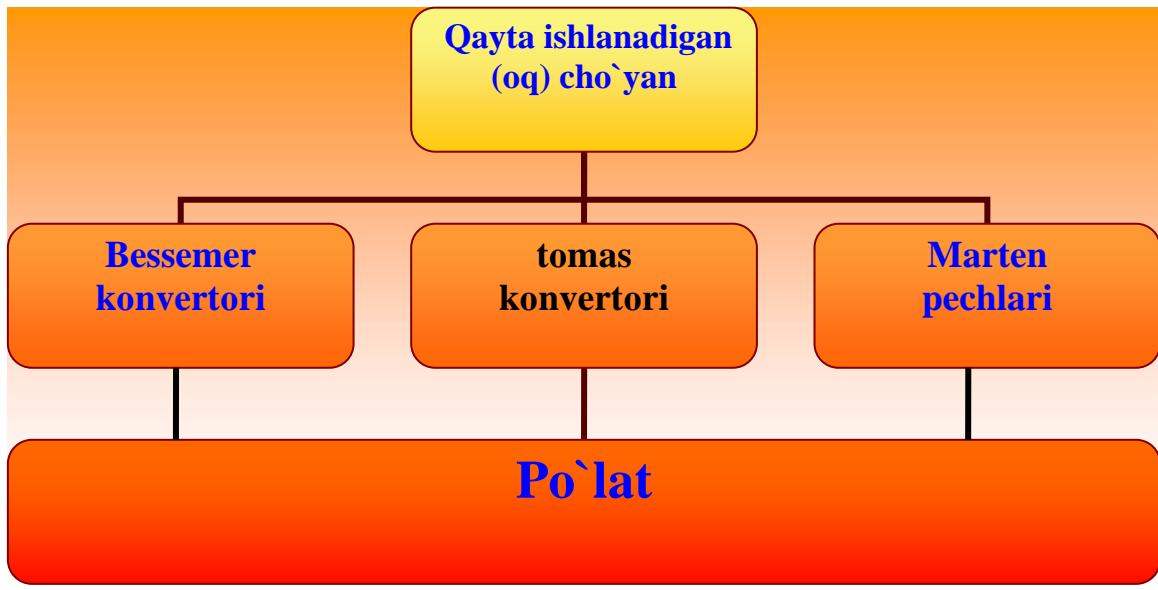 Qayta ishlanadigan
(oq) cho`yan
Bessemer
konvertori
tomas
konvertori
Marten
pechlari
Po`lat